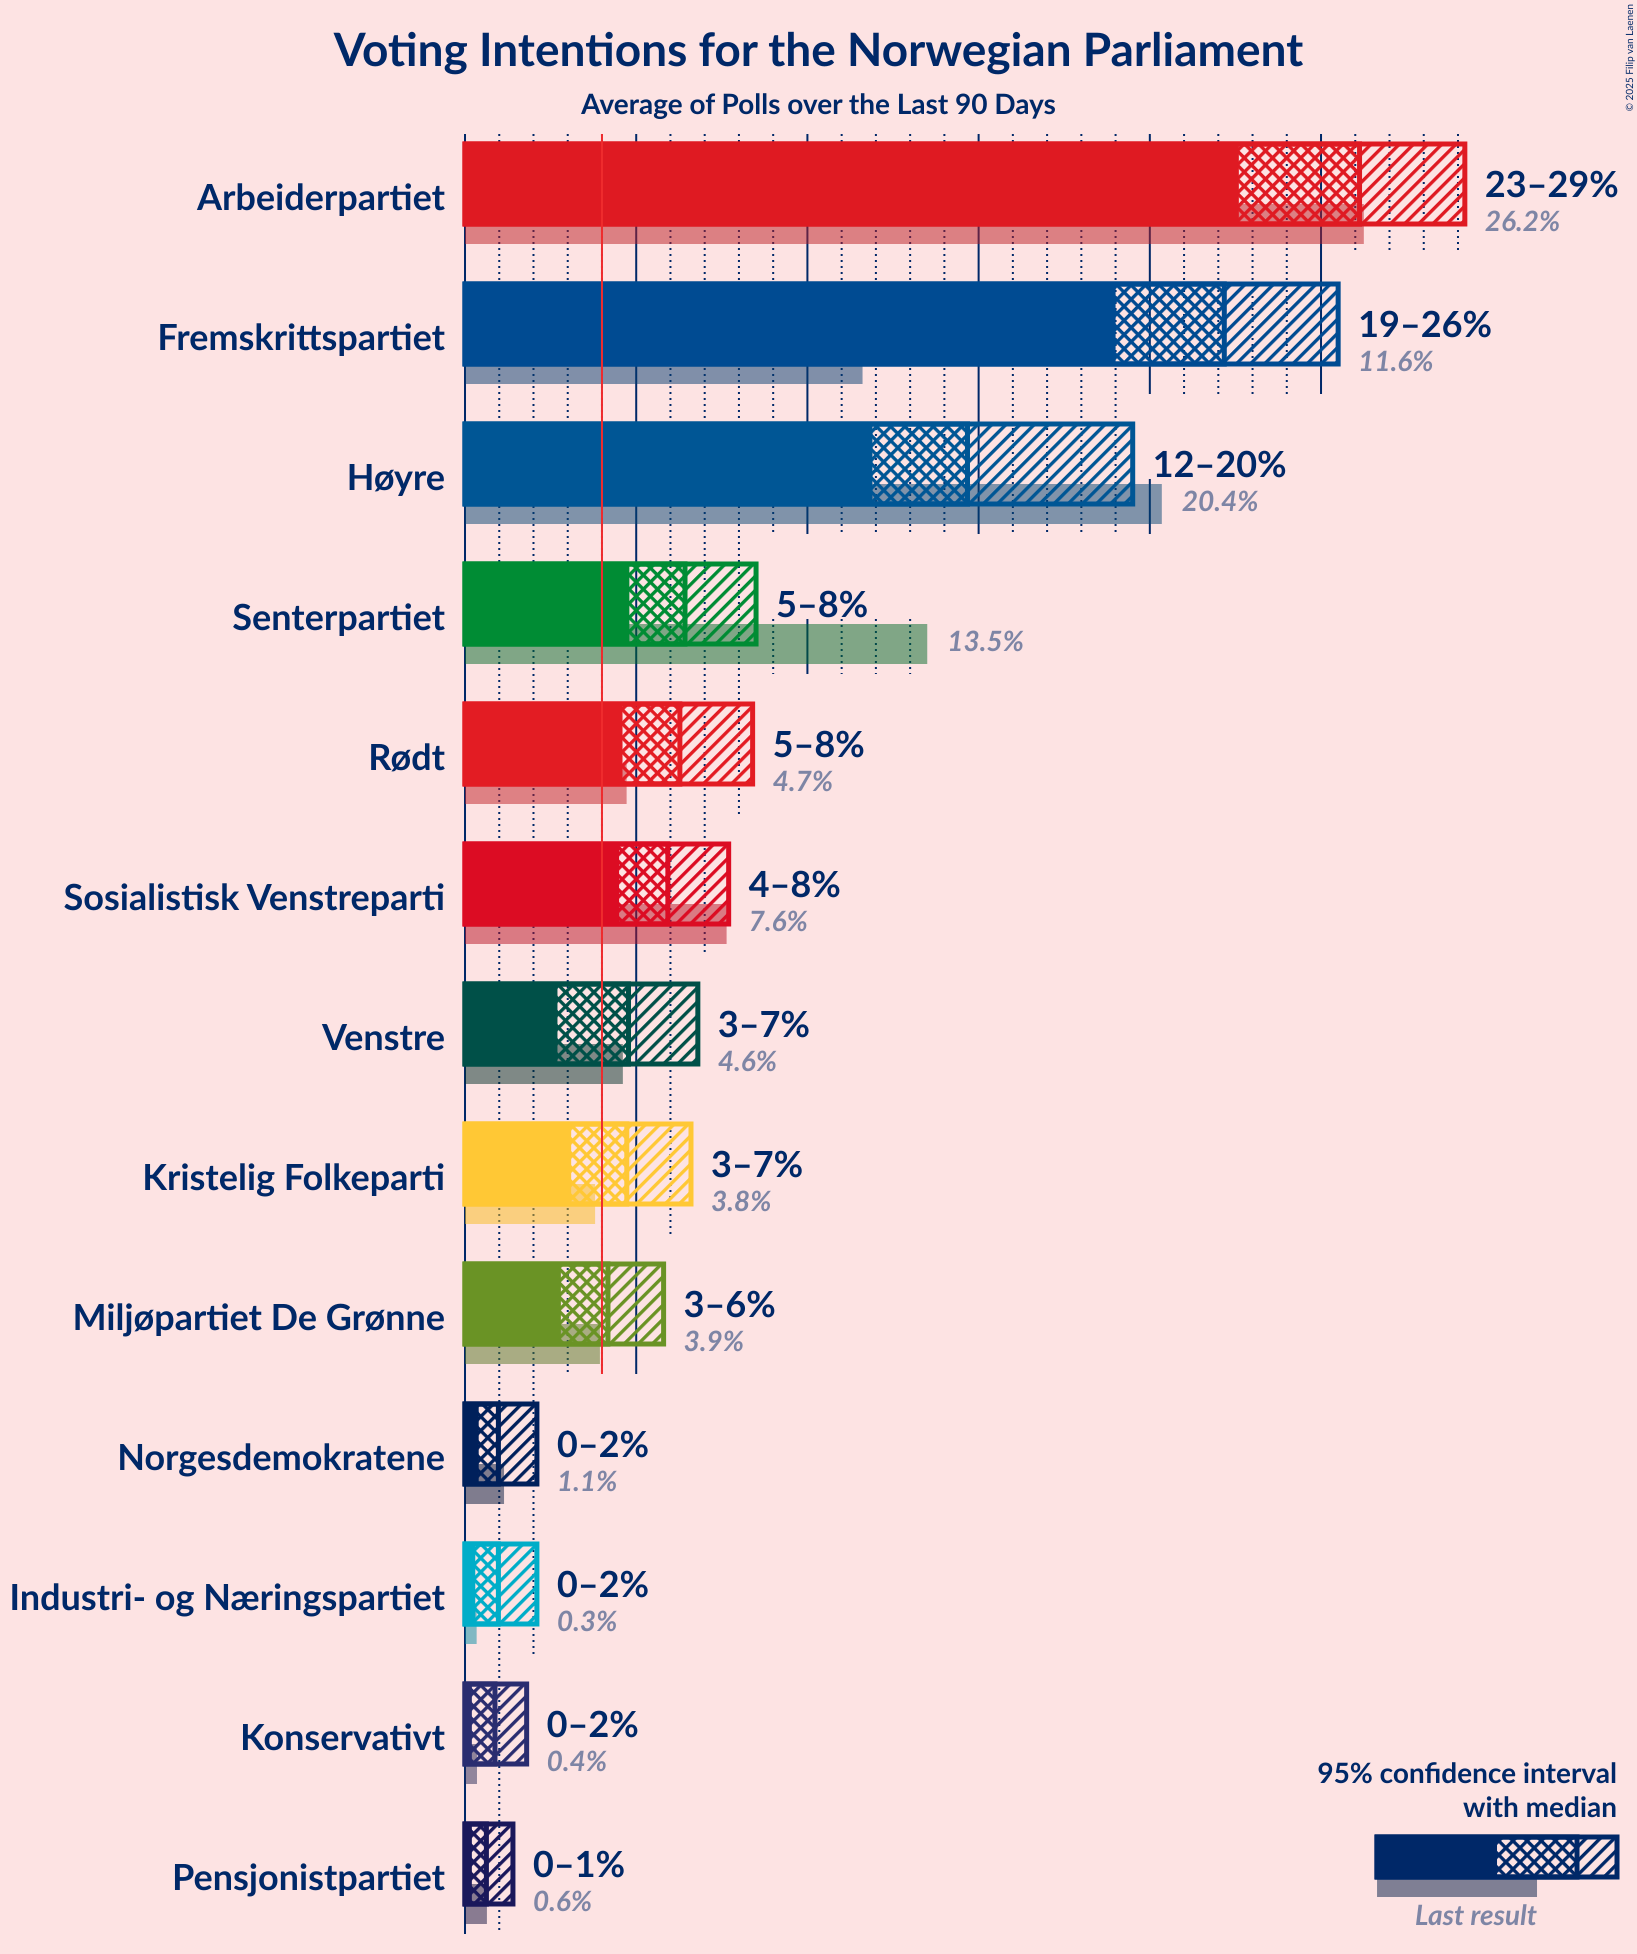 © 2025 Filip van Laenen
Voting Intentions for the Norwegian Parliament
Average of Polls over the Last 90 Days
Arbeiderpartiet
23–29%
26.2%
Fremskrittspartiet
19–26%
11.6%
Høyre
12–20%
20.4%
Senterpartiet
5–8%
13.5%
Rødt
5–8%
4.7%
Sosialistisk Venstreparti
4–8%
7.6%
Venstre
3–7%
4.6%
Kristelig Folkeparti
3–7%
3.8%
Miljøpartiet De Grønne
3–6%
3.9%
Norgesdemokratene
0–2%
1.1%
Industri- og Næringspartiet
0–2%
0.3%
Konservativt
0–2%
0.4%
Pensjonistpartiet
0–1%
0.6%
95% confidence interval
with median
Last result